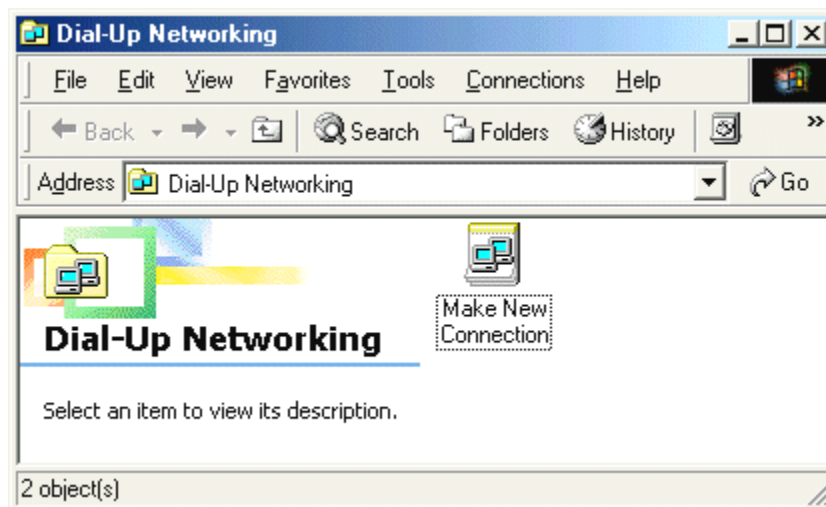 Dial-Up Networking
File Edit View Favorites Tools Connections Help
Back Search Folders History »
Address Dial-Up Networking Go
Make New
Connection
Dial-Up Networking
Select an item to view its description.
2 object(s)